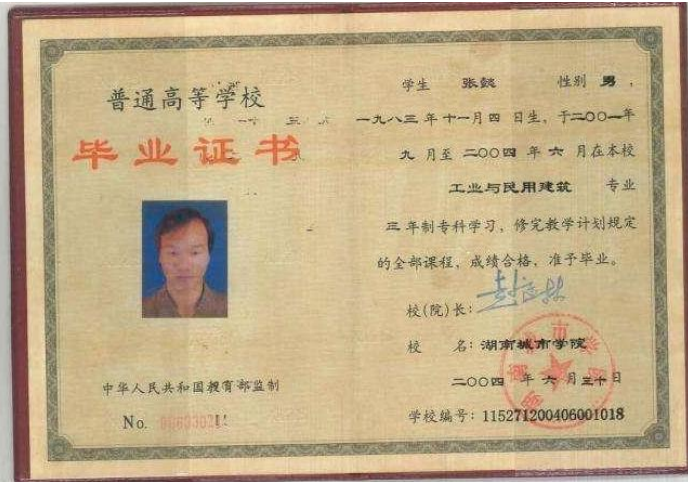 普通高等学校
毕业证书
中华人民共和国教育部监制
No.
学生 张懿 性别 男,
一九八三年十一月四日生,于二〇〇一年
九月至二〇〇四年六月在本校
工业与民用建筑 专业
三年制专科学习,修完教学计划规定
的全部课程,成绩合格,准予毕业。
校(院)长:
校 名:湖南城市学院
二〇〇四年六月三十日
学校编号:115271200406001018